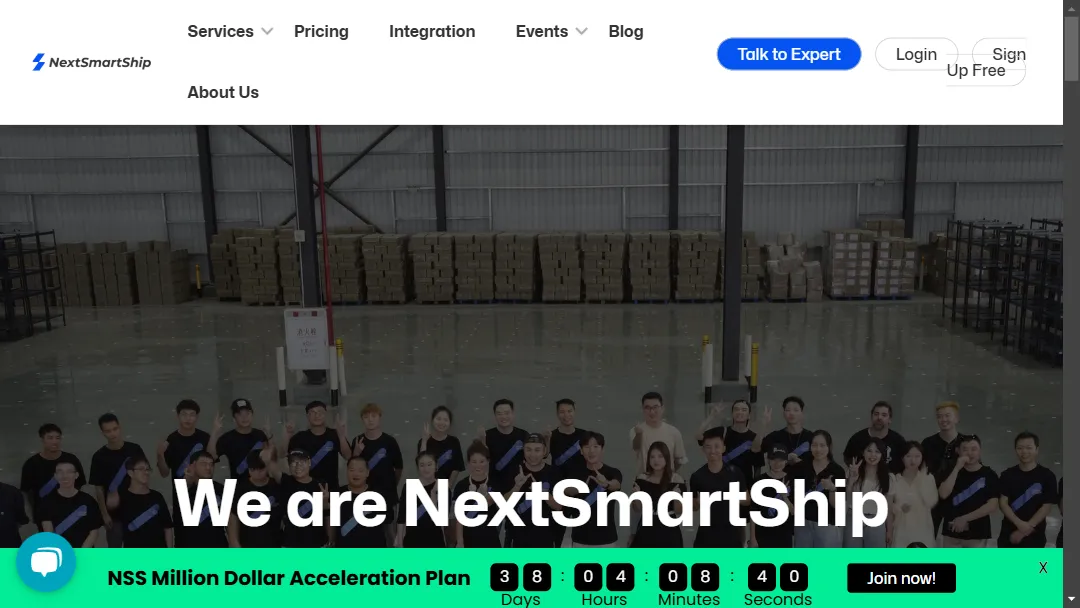 NextSmartShip
Services
Pricing
Integration
Events
Blog
About Us
Talk to Expert
Login
Sign
Up Free
We are NextSmartShip
NSS Million Dollar Acceleration Plan
3 8 : 0 4 : 0 8 : 4 0
Days Hours Minutes Seconds
Join now!
X